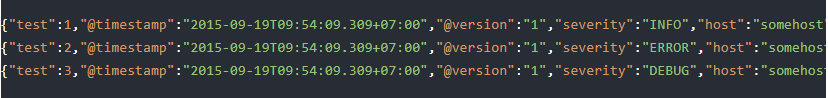 {"test":1,"@timestamp":"2015-09-19T09:54:09.309+07:00","@version":"1","severity":"INFO","host":"somehost"
{"test":2,"@timestamp":"2015-09-19T09:54:09.309+07:00","@version":"1","severity":"ERROR","host":"somehos
{"test":3,"@timestamp":"2015-09-19T09:54:09.309+07:00","@version":"1","severity":"DEBUG","host":"somehos